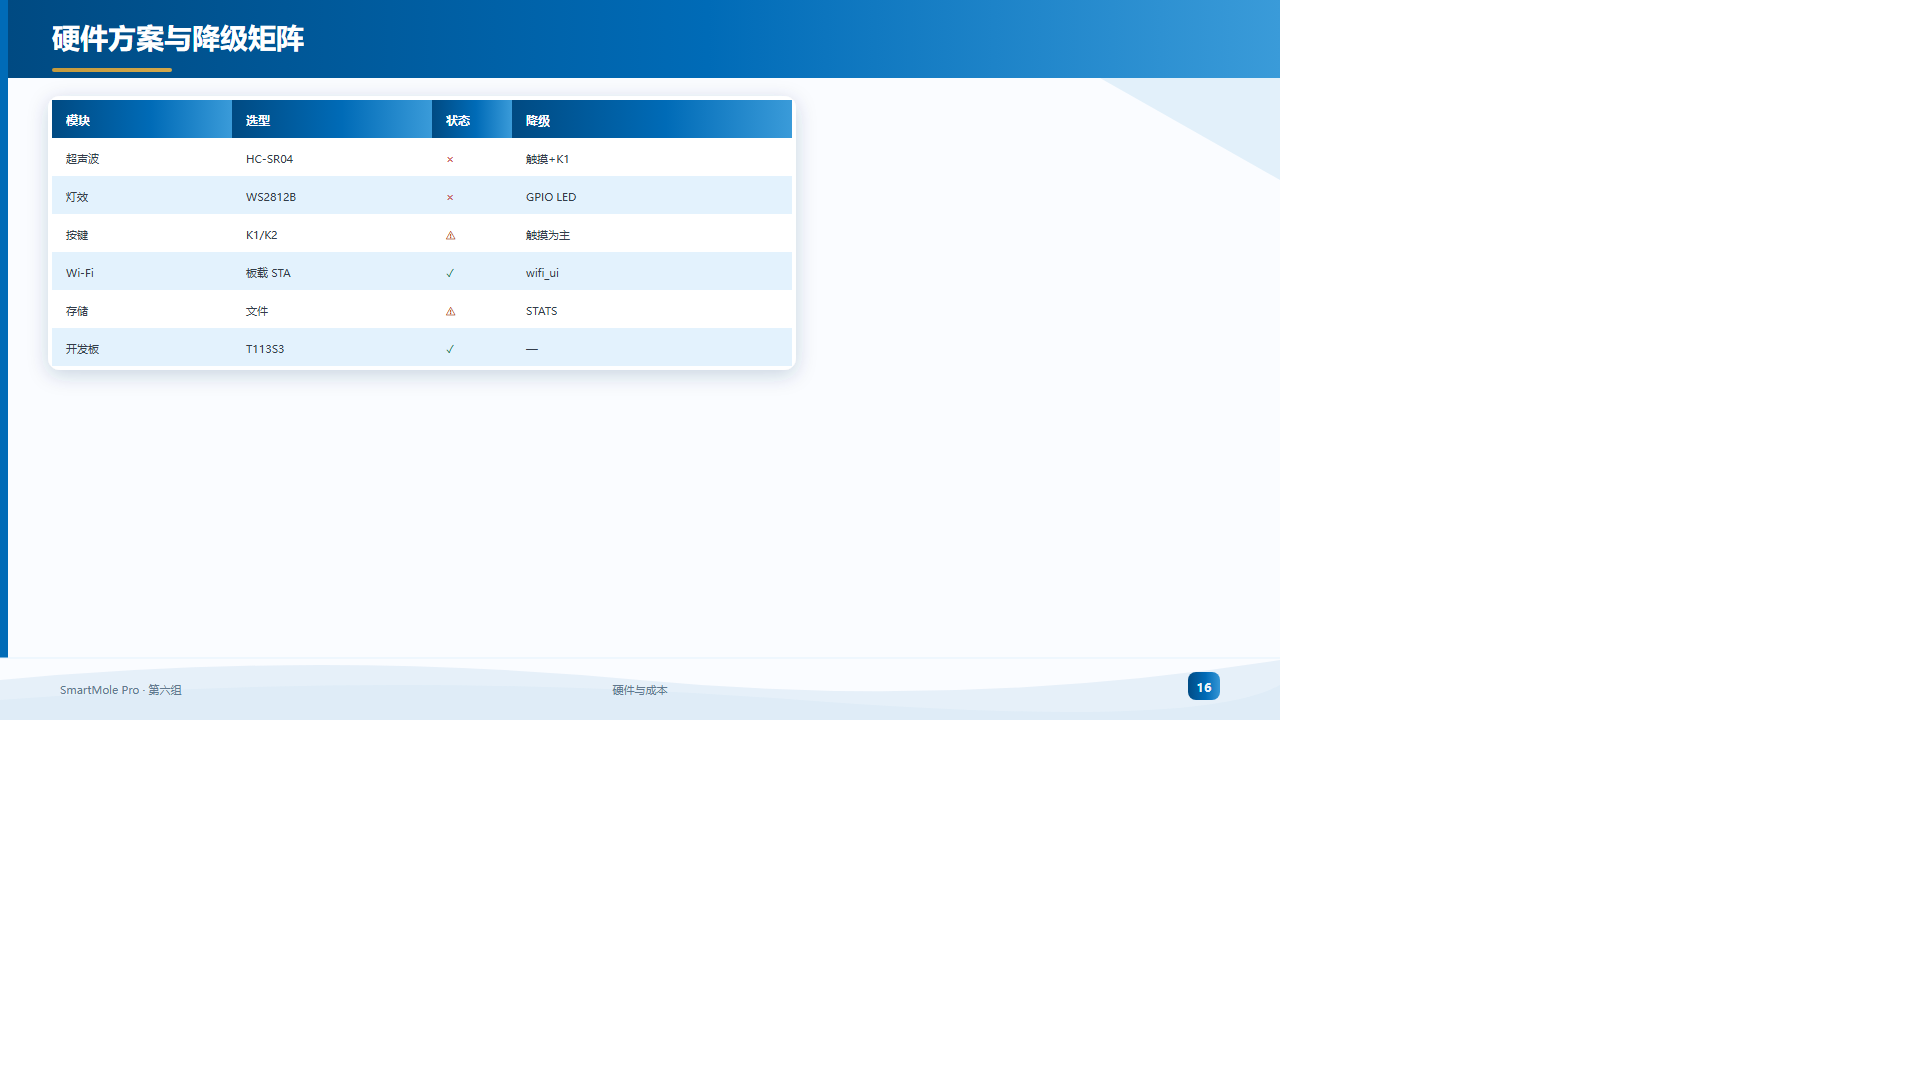 硬件方案与降级矩阵
模块 选型 状态 降级
超声波 HC-SR04 × 触摸+K1
灯效 WS2812B × GPIO LED
按键 K1/K2 ⚠ 触摸为主
Wi-Fi 板载 STA ✓ wifi_ui
存储 文件 ⚠ STATS
开发板 T113S3 ✓ —
SmartMole Pro · 第六组 硬件与成本 16